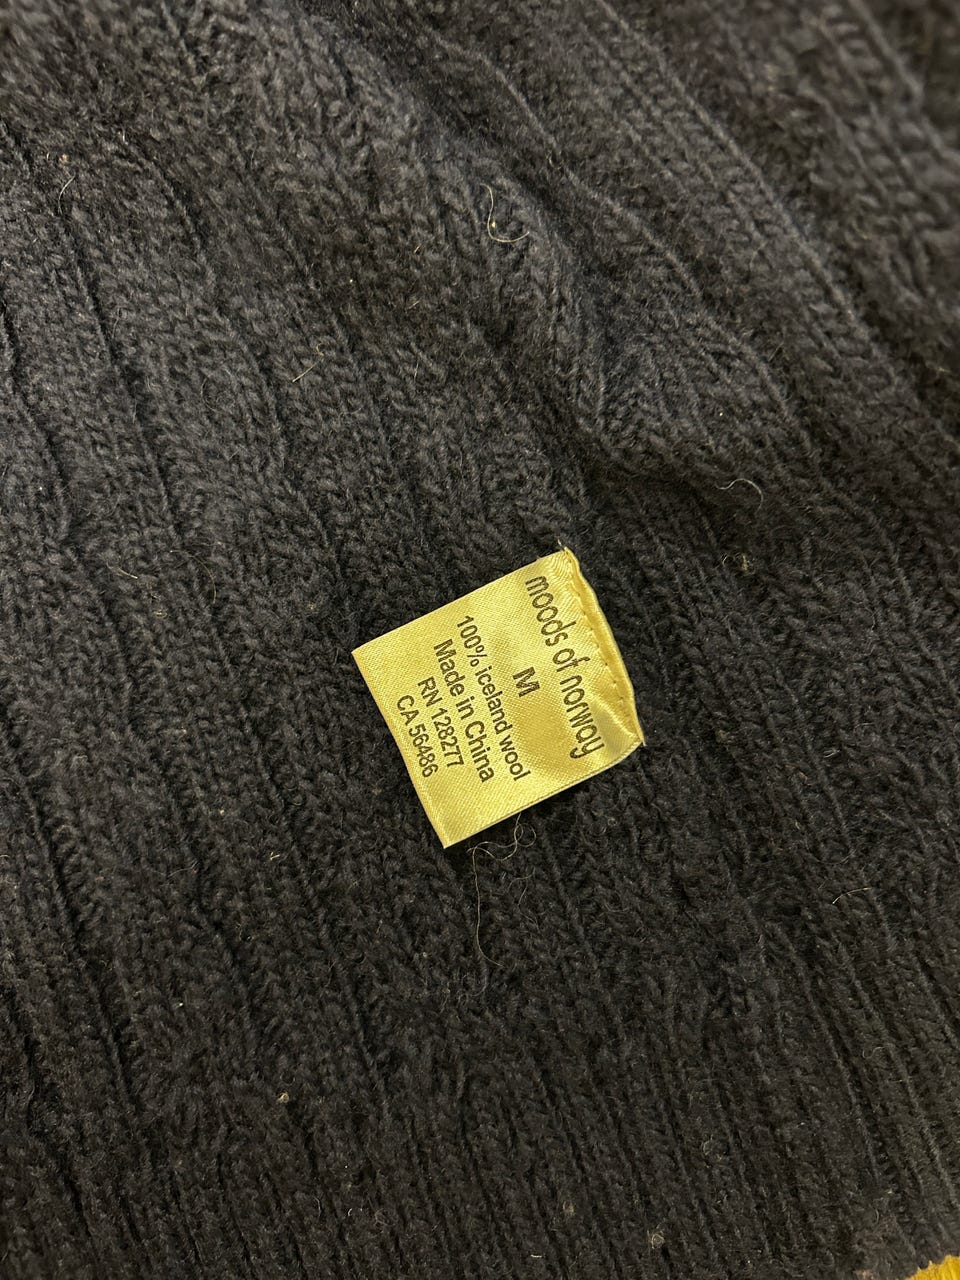 moods of norway
M
100% iceland wool
Made in China
RN 128277
CA 56486